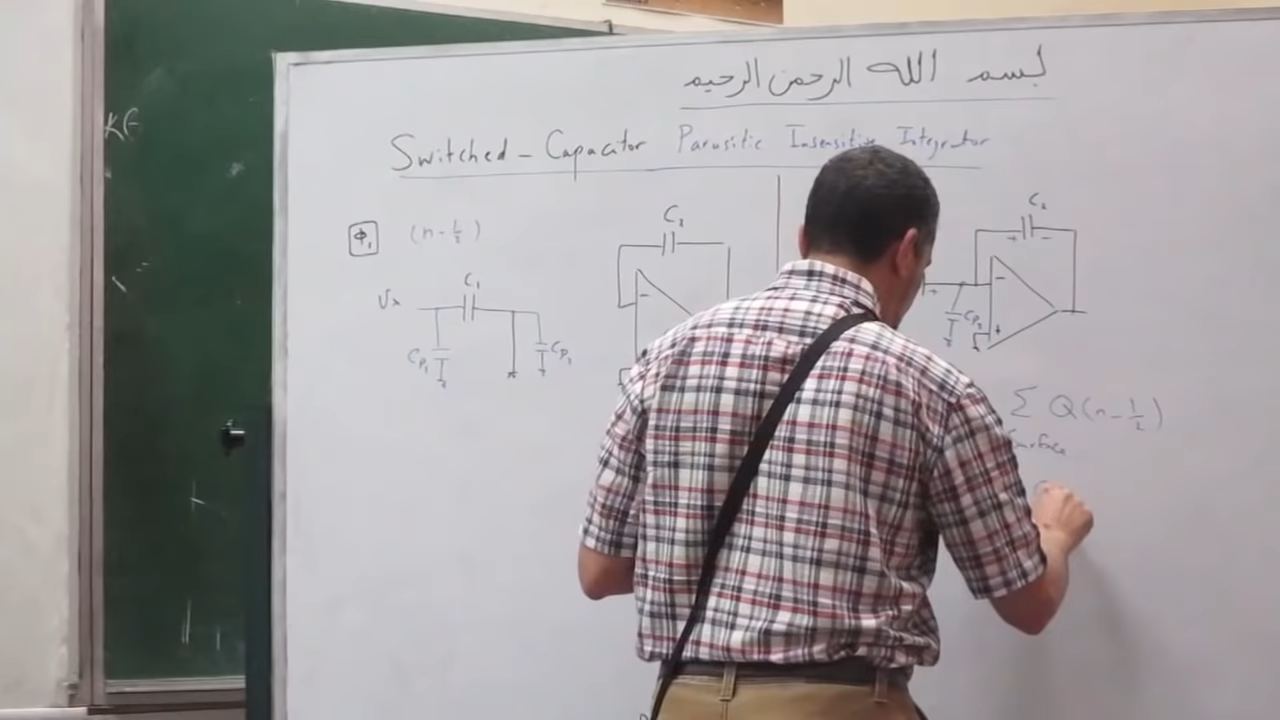 بسم الله الرحمن الرحيم
Switched-Capacitor Parasitic Insensitive Integrator
Φ₁ (n-½)
C₂
C₂
C₁
Vx
-
+ -
-
+
Cp₁
Cp₂
+
Cp₂
Σ Q(n-½)
Surface